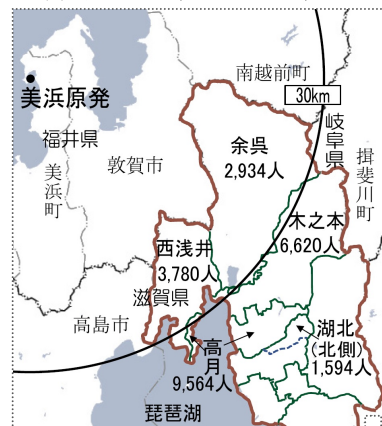 南越前町
30km
美浜原発
岐阜県
余呉
2,934人
福井県
敦賀市
揖斐川町
美浜町
木之本
6,620人
西浅井
3,780人
滋賀県
高島市
湖北
(北側)
1,594人
高月
9,564人
琵琶湖